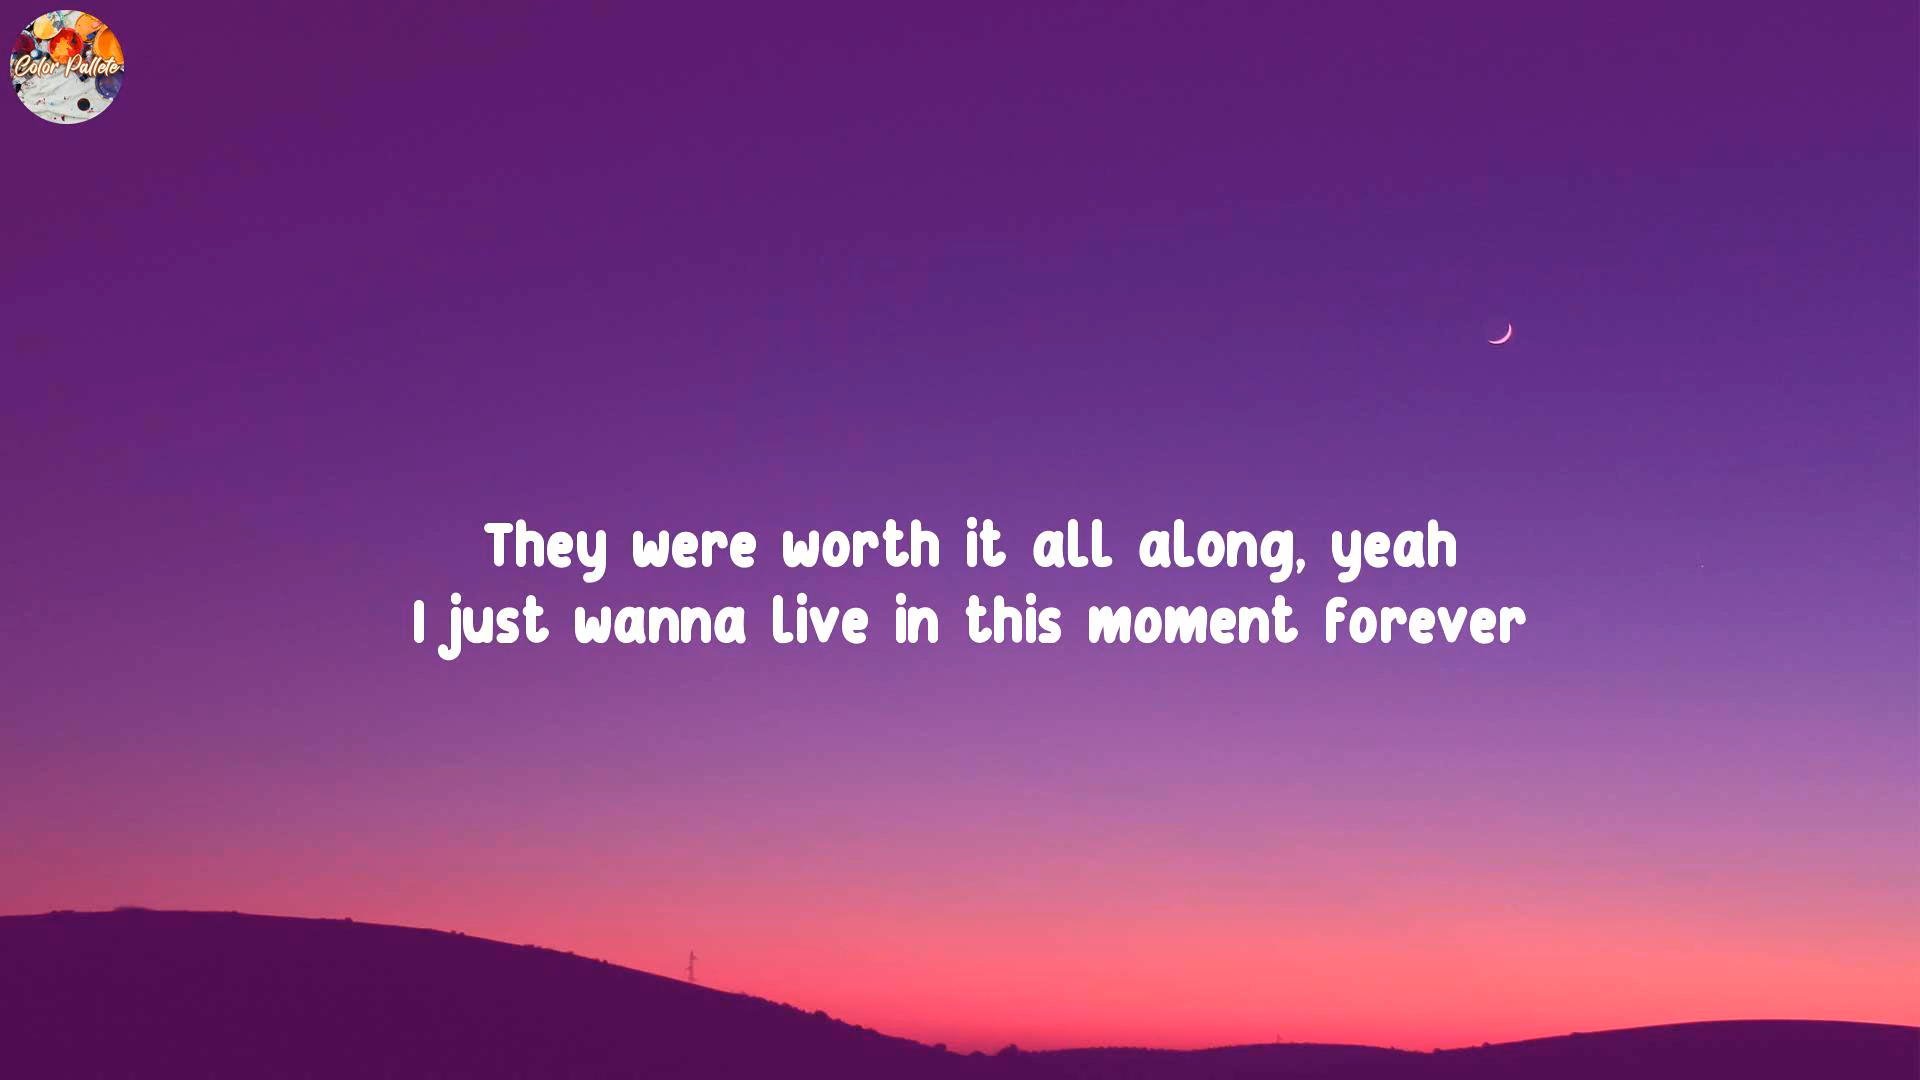 Color Pallete
They were worth it all along, yeah
I just wanna live in this moment forever